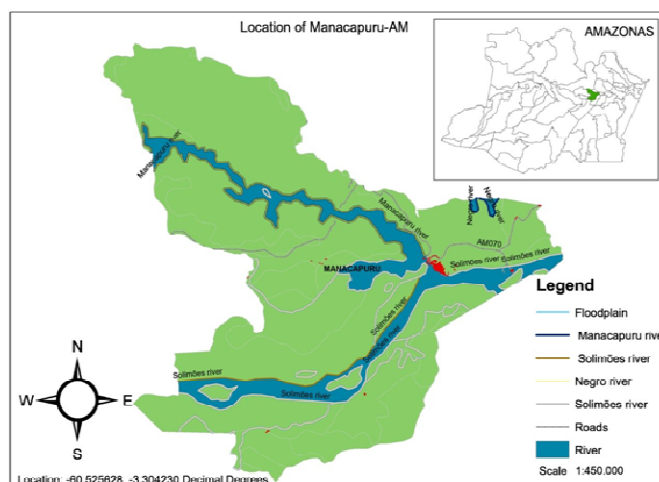 Location of Manacapuru-AM
AMAZONAS
Manacapuru river
Manacapuru river
Negro river
Negro river
AM070
Solimões river
Solimões river
MANACAPURU
Solimões river
Solimões river
Solimões river
Solimões river
Legend
Floodplain
Manacapuru rive
Solimões river
Negro river
Solimões river
Roads
River
Scale 1:450.000
N
W
E
S
Location: -60.525628, -3.304230 Decimal Degrees